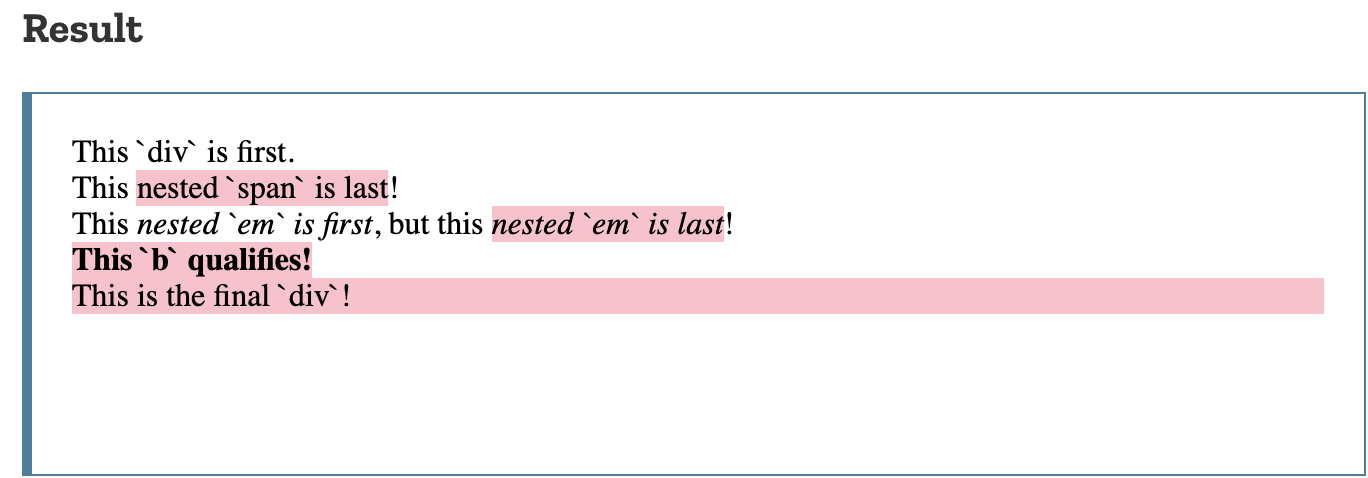 Result
This `div` is first.
This nested `span` is last!
This nested `em` is first, but this nested `em` is last!
This `b` qualifies!
This is the final `div`!